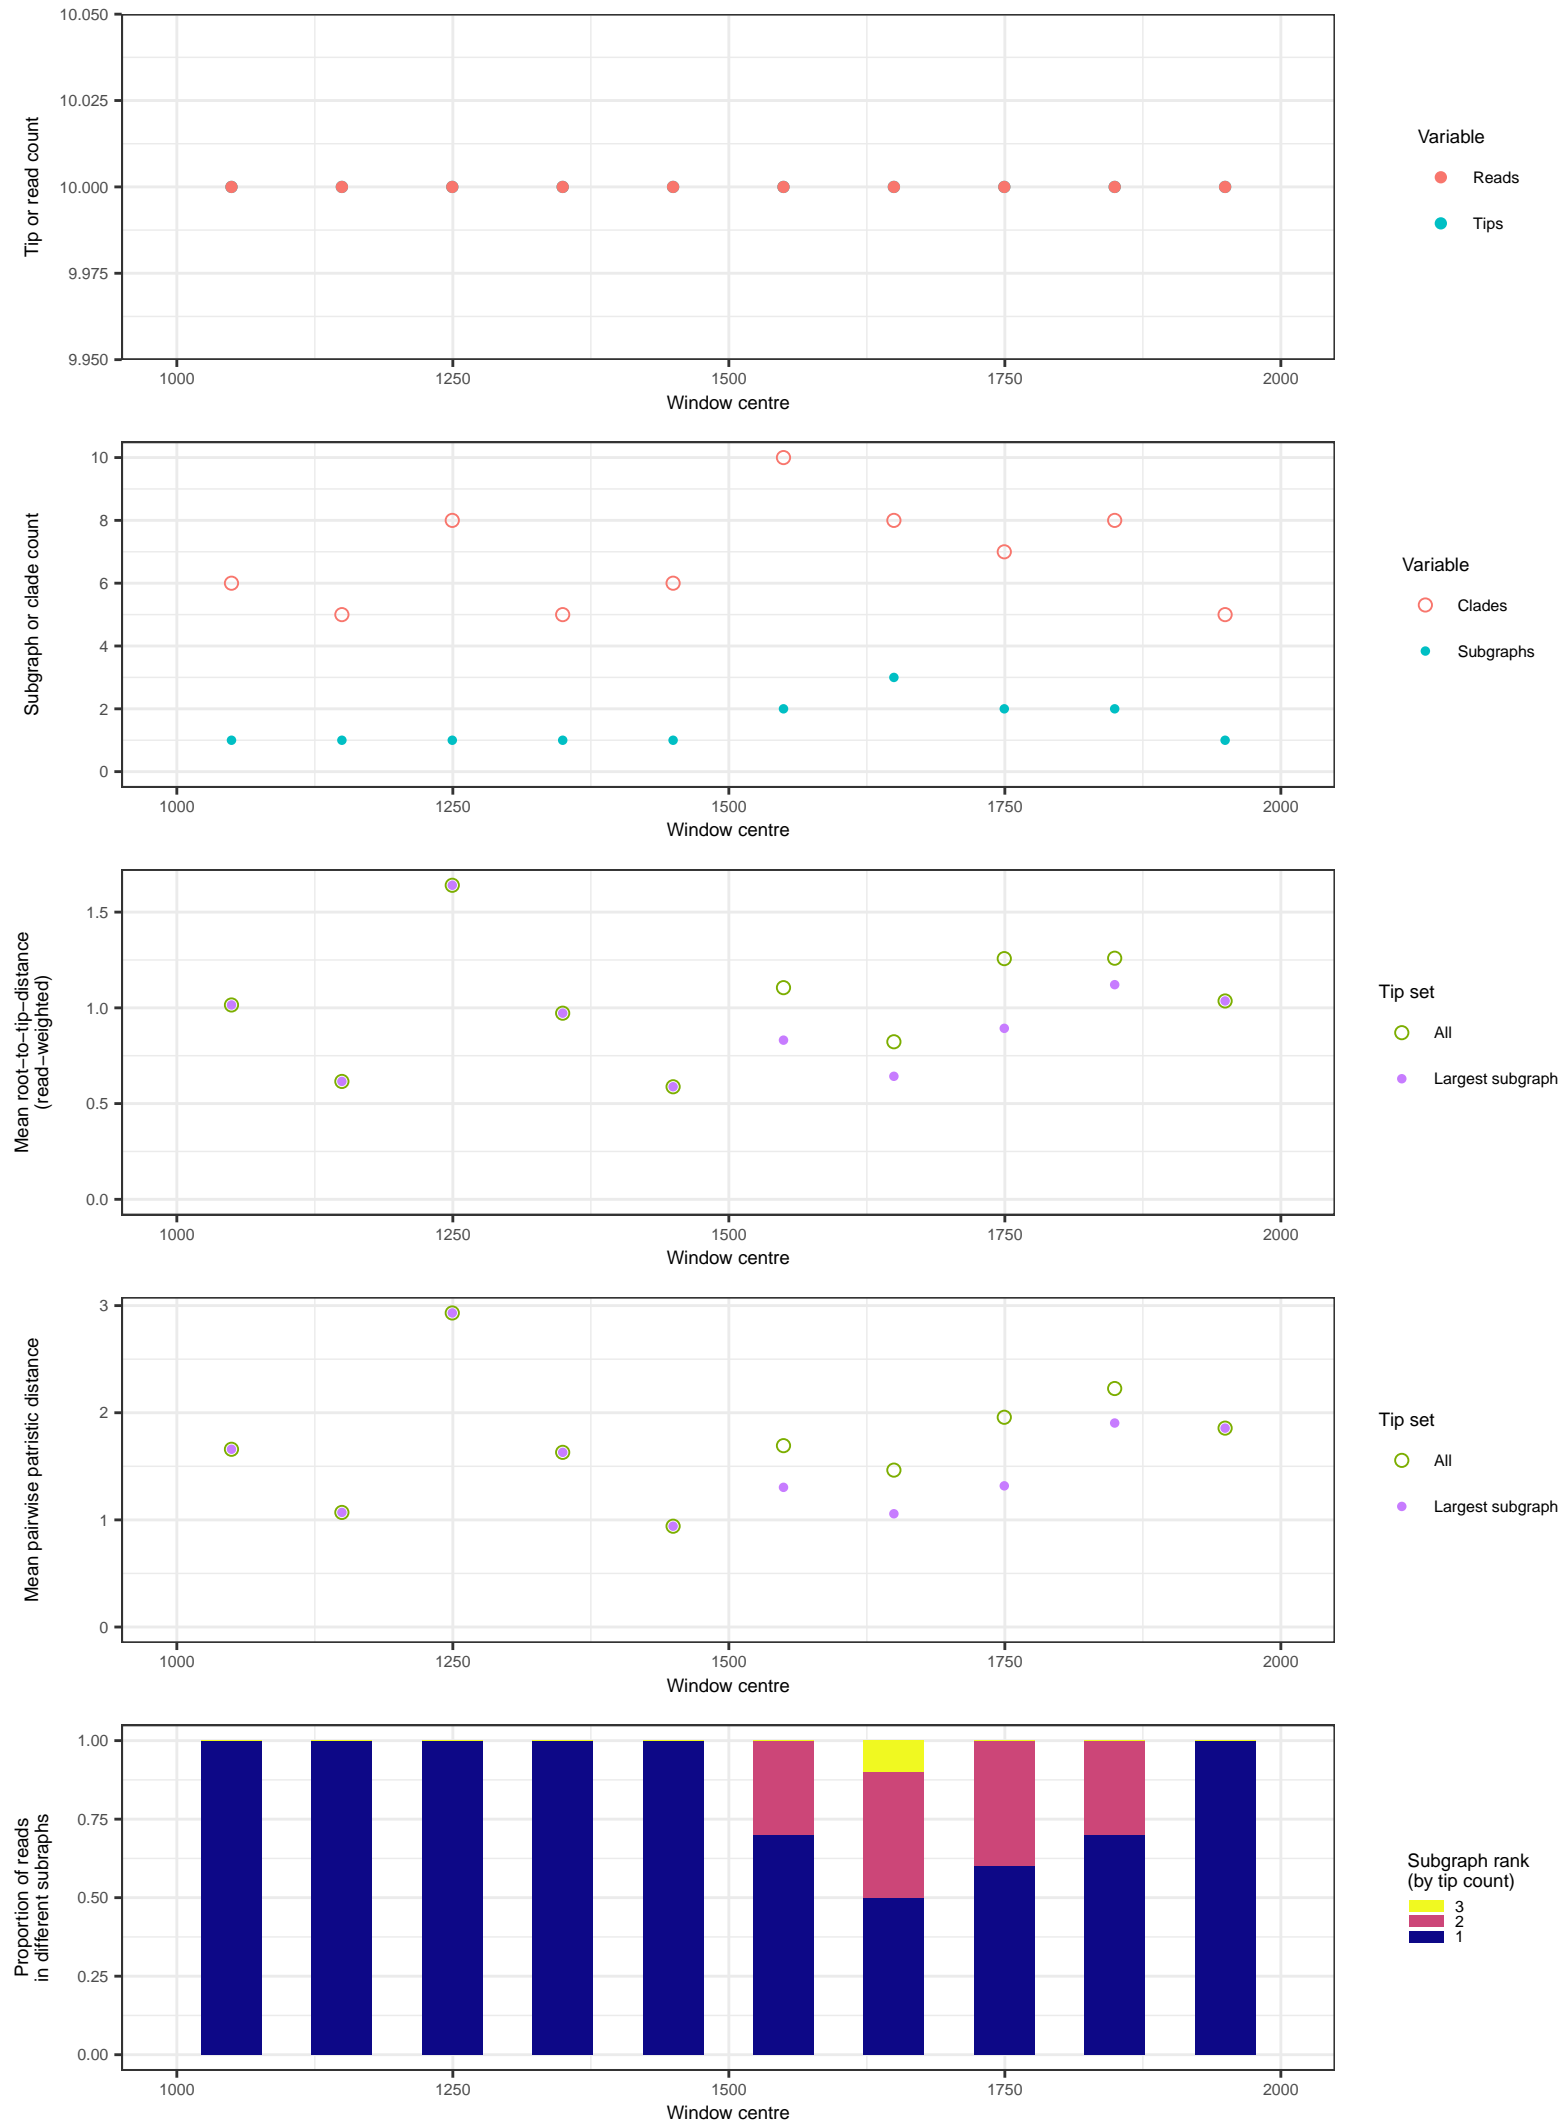 10.050
10.025
10.000
9.975
9.950
Tip or read count
1000 1250 1500 1750 2000
Window centre
Variable
Reads
Tips
10
8
6
4
2
0
Subgraph or clade count
1000 1250 1500 1750 2000
Window centre
Variable
Clades
Subgraphs
1.5
1.0
0.5
0.0
Mean root−to−tip−distance
(read−weighted)
1000 1250 1500 1750 2000
Window centre
Tip set
All
Largest subgraph
3
2
1
0
Mean pairwise patristic distance
1000 1250 1500 1750 2000
Window centre
Tip set
All
Largest subgraph
1.00
0.75
0.50
0.25
0.00
Proportion of reads
in different subraphs
1000 1250 1500 1750 2000
Window centre
Subgraph rank
(by tip count)
3
2
1